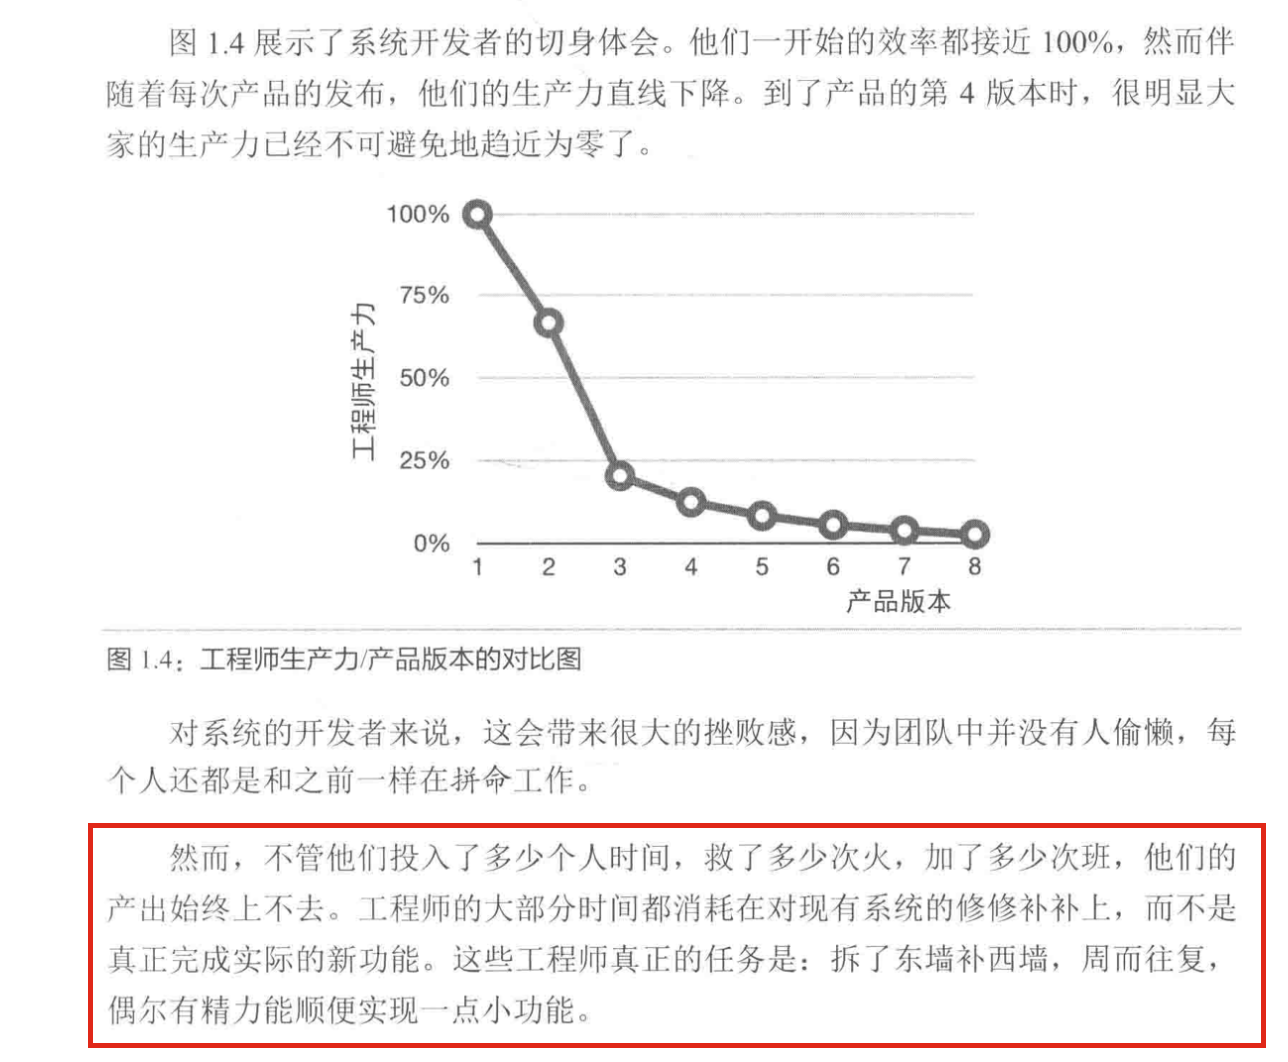 图 1.4 展示了系统开发者的切身体会。他们一开始的效率都接近 100%，然而伴
随着每次产品的发布，他们的生产力直线下降。到了产品的第 4 版本时，很明显大
家的生产力已经不可避免地趋近为零了。
100%
75%
50%
25%
0%
工程师生产力
1 2 3 4 5 6 7 8
产品版本
图 1.4：工程师生产力/产品版本的对比图
对系统的开发者来说，这会带来很大的挫败感，因为团队中并没有人偷懒，每
个人还都是和之前一样在拼命工作。
然而，不管他们投入了多少个人时间，救了多少次火，加了多少次班，他们的
产出始终上不去。工程师的大部分时间都消耗在对现有系统的修修补补上，而不是
真正完成实际的新功能。这些工程师真正的任务是：拆了东墙补西墙，周而往复，
偶尔有精力能顺便实现一点小功能。